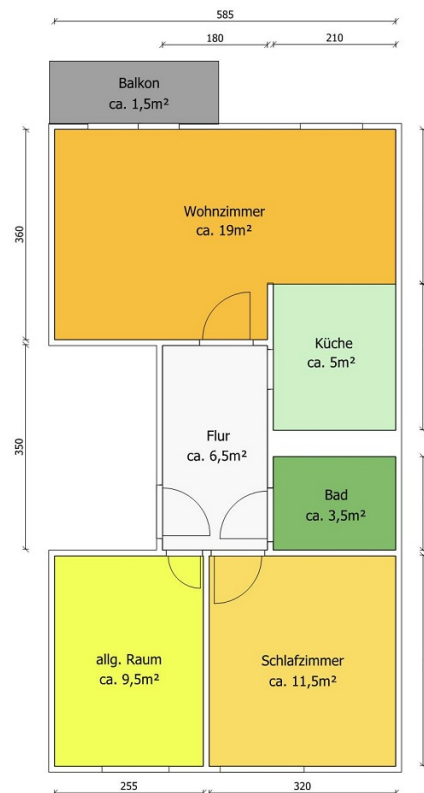 585
180
210
Balkon
ca. 1,5m²
Wohnzimmer
ca. 19m²
360
Küche
ca. 5m²
Flur
ca. 6,5m²
350
Bad
ca. 3,5m²
allg. Raum
ca. 9,5m²
Schlafzimmer
ca. 11,5m²
255
320